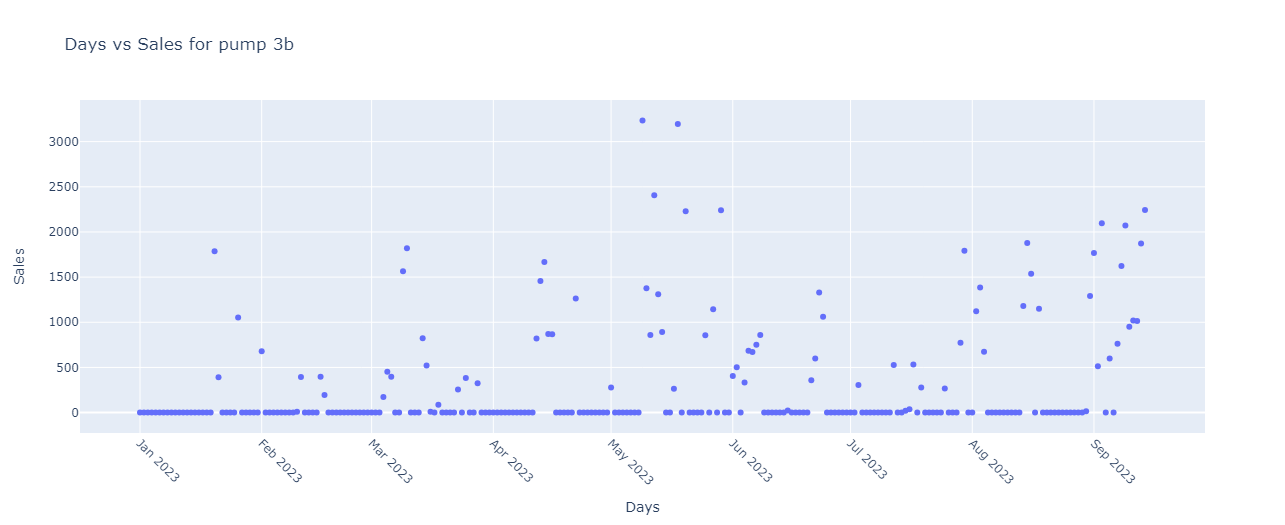 Days vs Sales for pump 3b
3000
2500
2000
1500
1000
500
0
Sales
Jan 2023
Feb 2023
Mar 2023
Apr 2023
May 2023
Jun 2023
Jul 2023
Aug 2023
Sep 2023
Days